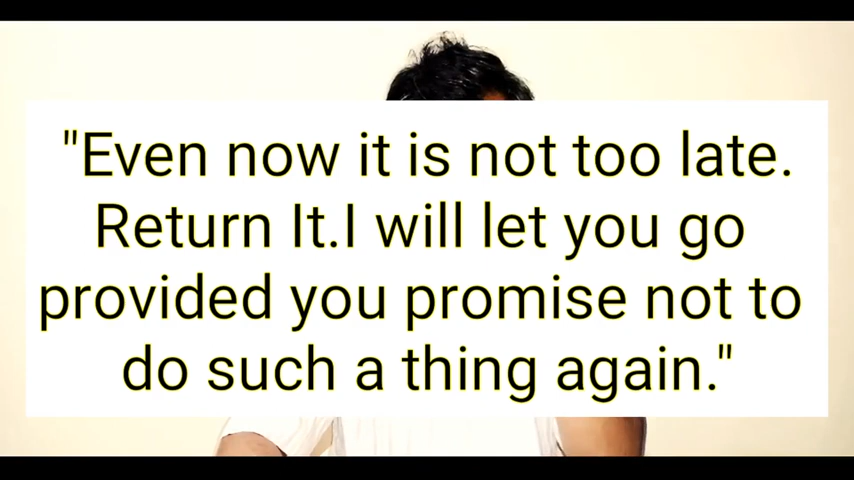 "Even now it is not too late.
Return It.I will let you go
provided you promise not to
do such a thing again."